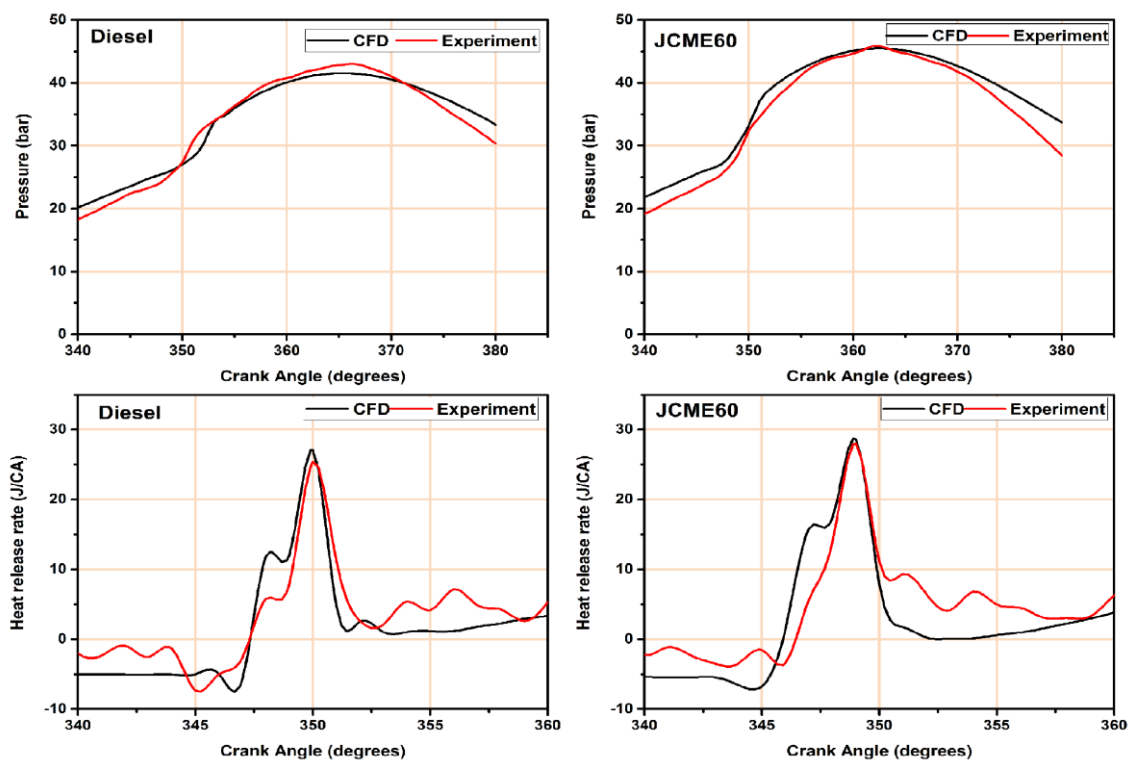 Diesel
CFD
Experiment
50
40
30
20
10
0
Pressure (bar)
340
350
360
370
380
Crank Angle (degrees)
JCME60
CFD
Experiment
50
40
30
20
10
0
Pressure (bar)
340
350
360
370
380
Crank Angle (degrees)
Diesel
CFD
Experiment
30
20
10
0
-10
Heat release rate (J/CA)
340
345
350
355
360
Crank Angle (degrees)
JCME60
CFD
Experiment
30
20
10
0
-10
Heat release rate (J/CA)
340
345
350
355
360
Crank Angle (degrees)